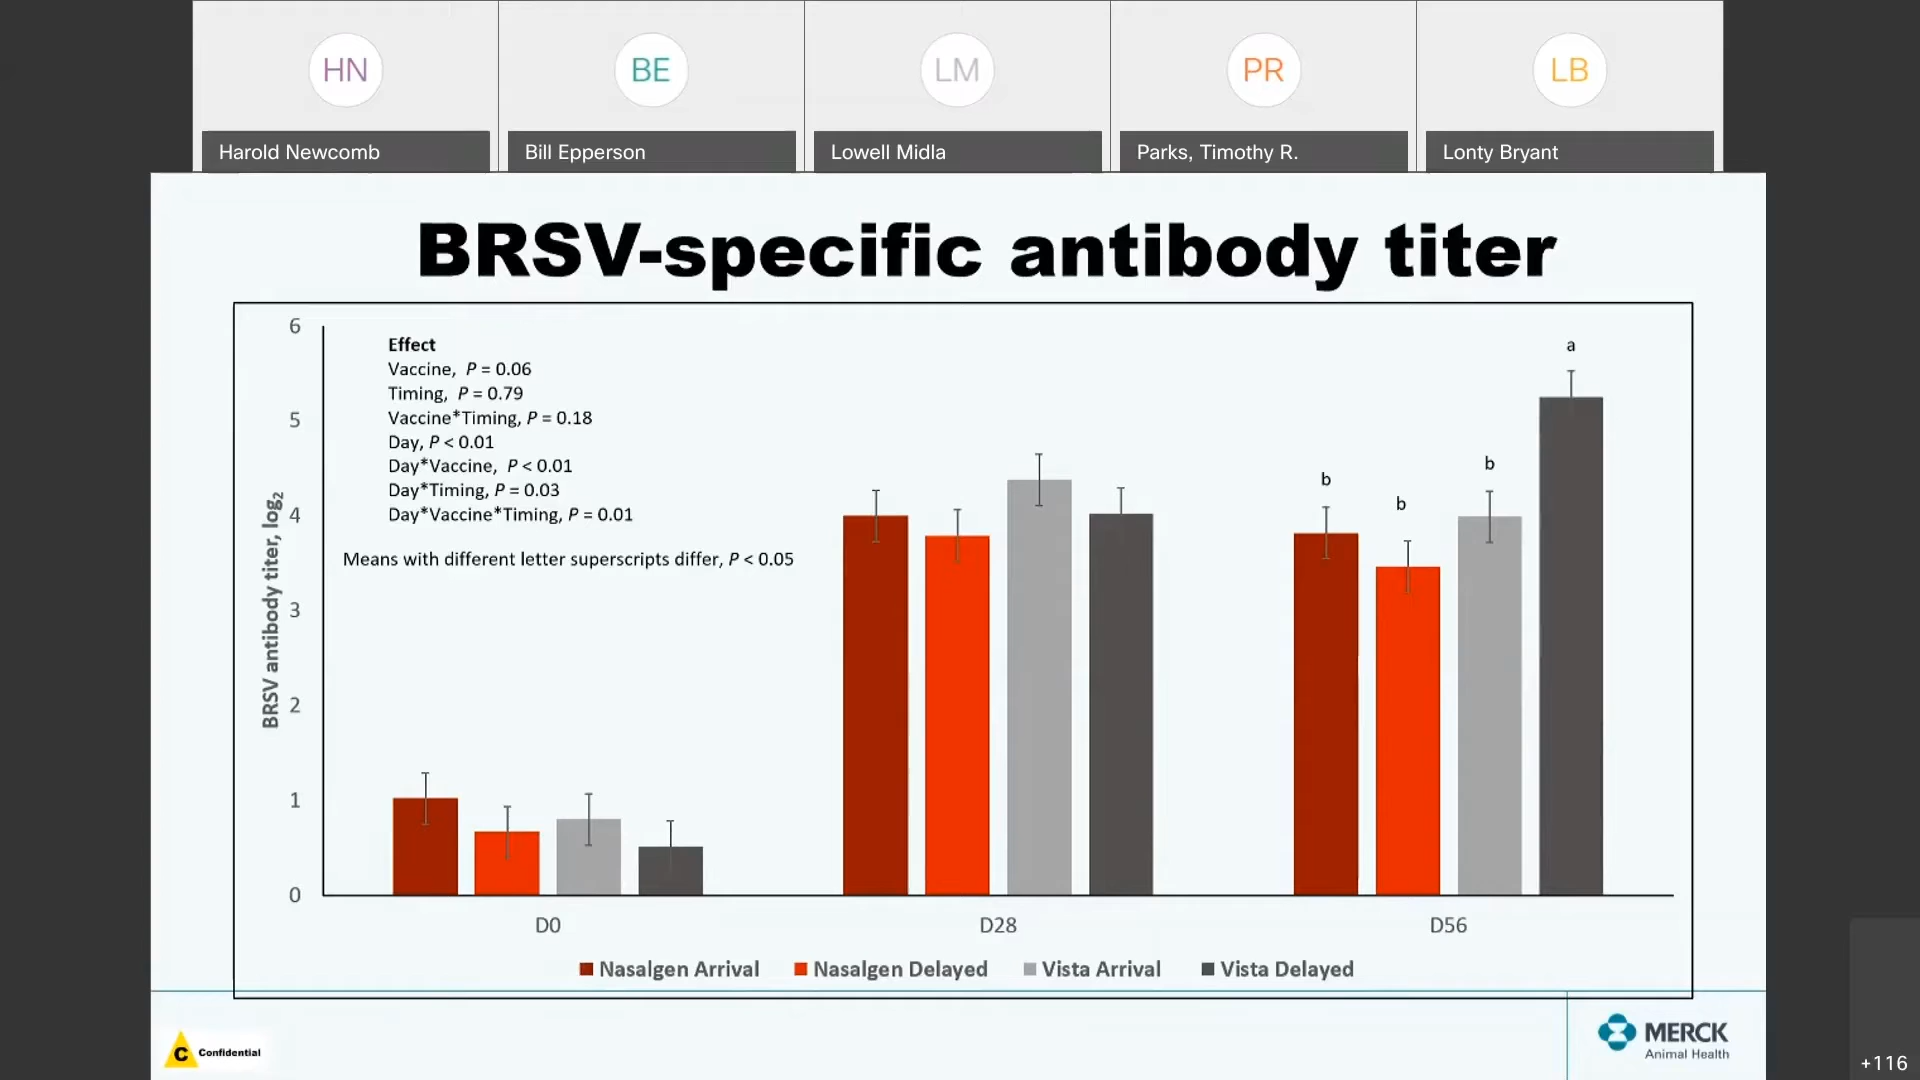 HN
BE
LM
PR
LB
Harold Newcomb
Bill Epperson
Lowell Midla
Parks, Timothy R.
Lonty Bryant
BRSV-specific antibody titer
Effect
Vaccine, P = 0.06
Timing, P = 0.79
Vaccine*Timing, P = 0.18
Day, P < 0.01
Day*Vaccine, P < 0.01
Day*Timing, P = 0.03
Day*Vaccine*Timing, P = 0.01
Means with different letter superscripts differ, P < 0.05
BRSV antibody titer, log2
6
5
4
3
2
1
0
b
b
b
a
D0
D28
D56
Nasalgen Arrival
Nasalgen Delayed
Vista Arrival
Vista Delayed
C
Confidential
MERCK
Animal Health
+116